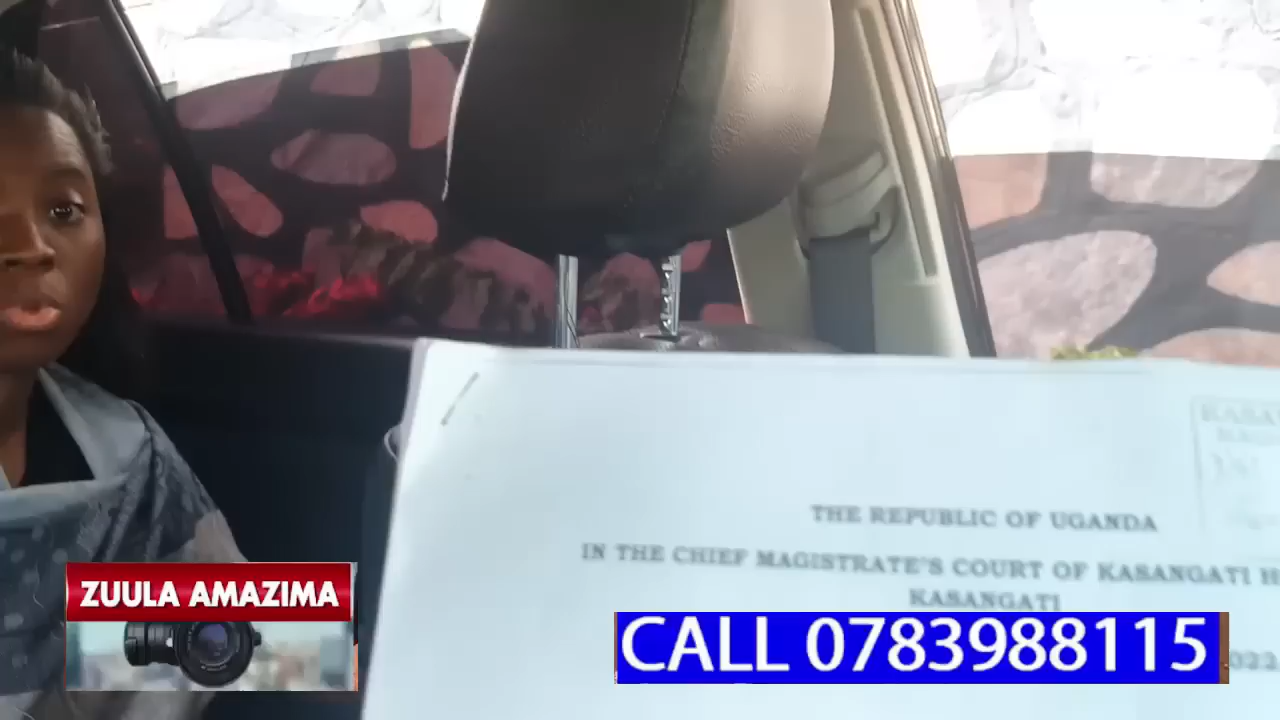 THE REPUBLIC OF UGANDA
IN THE CHIEF MAGISTRATE'S COURT OF KASANGATI H
KASANGATI
ZUULA AMAZIMA
CALL 0783988115